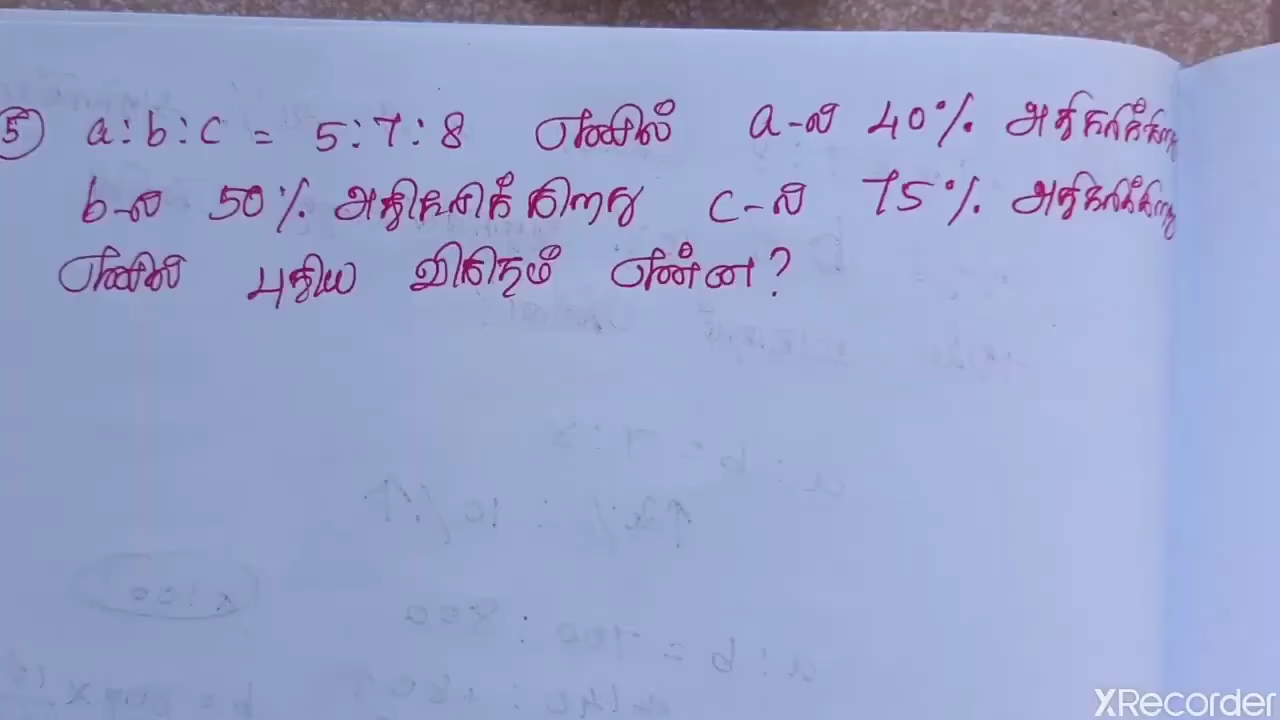 5) a:b:c = 5:7:8 எனில் a-ல் 40% அதிகரிக்கிறது
b-ல 50% அதிகரிக்கிறது c-ல் 75% அதிகரிக்கிறது
எனில் புதிய விகிதம் என்ன?
XRecorder